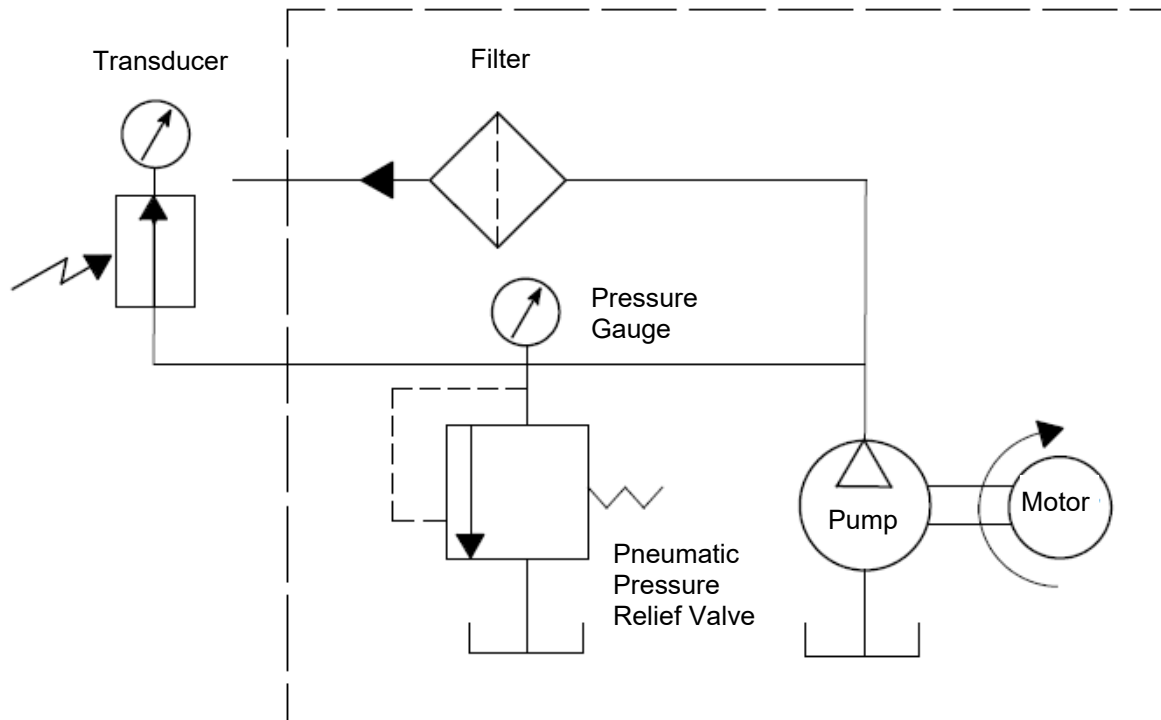 Transducer
Filter
Pressure
Gauge
Pump
Motor
Pneumatic
Pressure
Relief Valve